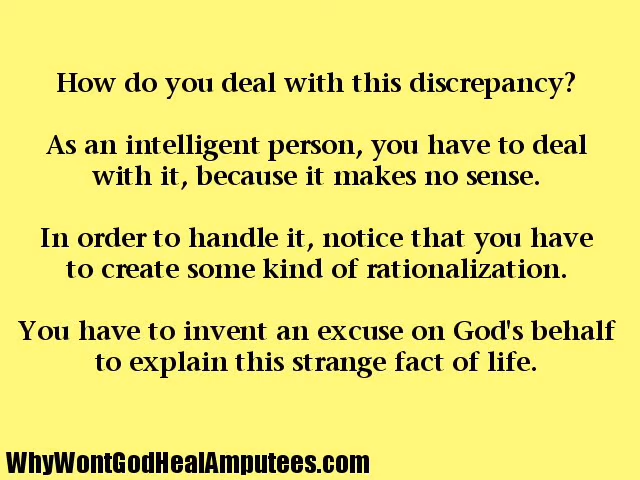 How do you deal with this discrepancy?
As an intelligent person, you have to deal
with it, because it makes no sense.
In order to handle it, notice that you have
to create some kind of rationalization.
You have to invent an excuse on God's behalf
to explain this strange fact of life.
WhyWontGodHealAmputees.com